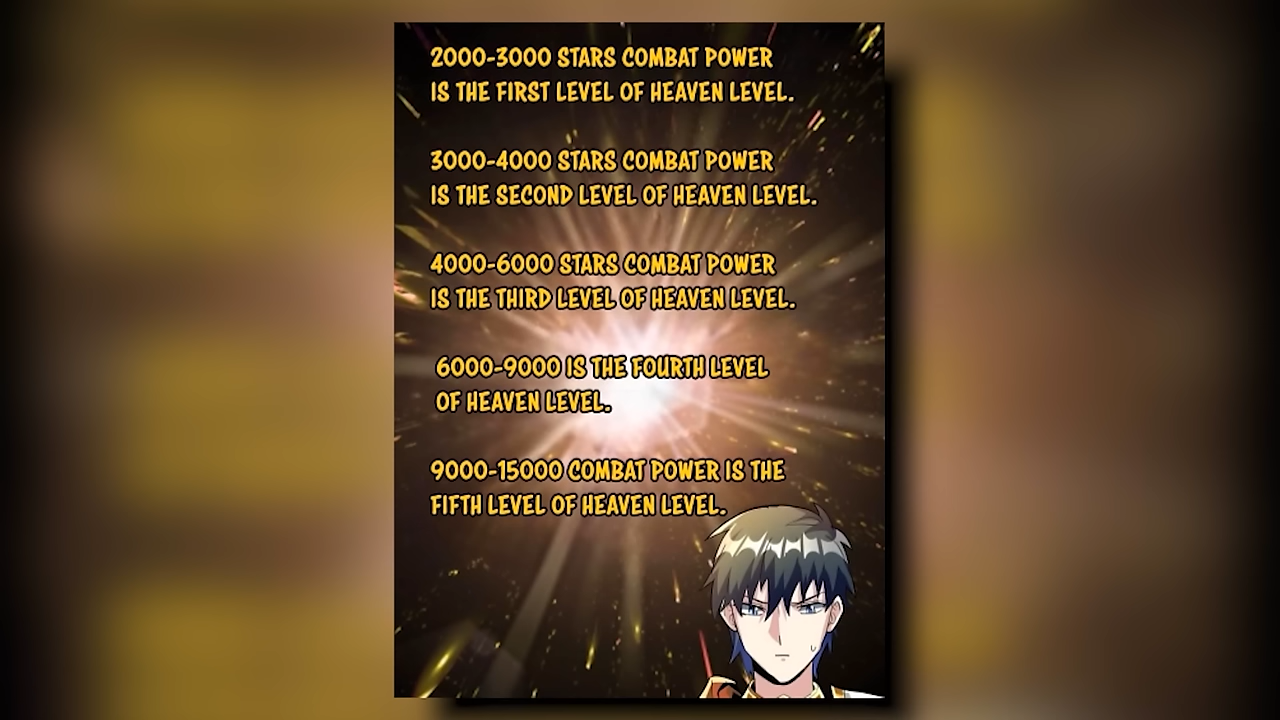 2000-3000 STARS COMBAT POWER
IS THE FIRST LEVEL OF HEAVEN LEVEL.
3000-4000 STARS COMBAT POWER
IS THE SECOND LEVEL OF HEAVEN LEVEL.
4000-6000 STARS COMBAT POWER
IS THE THIRD LEVEL OF HEAVEN LEVEL.
6000-9000 IS THE FOURTH LEVEL
OF HEAVEN LEVEL.
9000-15000 COMBAT POWER IS THE
FIFTH LEVEL OF HEAVEN LEVEL.